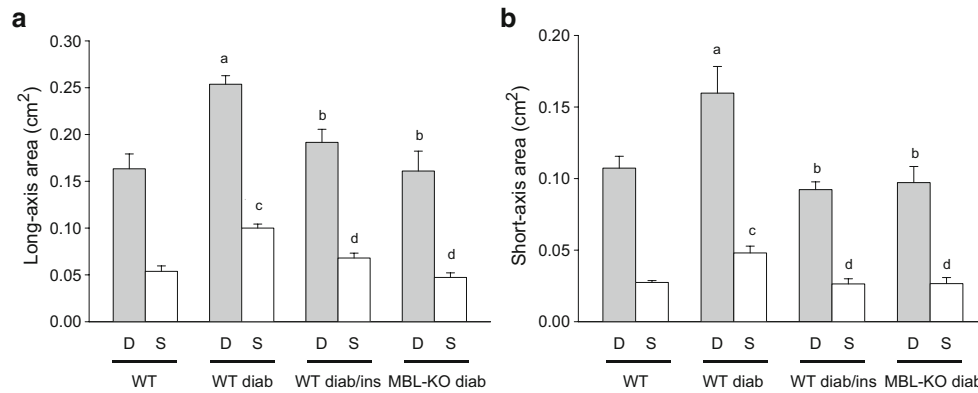 a
Long-axis area (cm²)
0.30
0.25
0.20
0.15
0.10
0.05
0.00
a
b
b
c
d
d
D S D S D S D S
WT WT diab WT diab/ins MBL-KO diab
b
Short-axis area (cm²)
0.20
0.15
0.10
0.05
0.00
a
b
b
c
d
d
D S D S D S D S
WT WT diab WT diab/ins MBL-KO diab